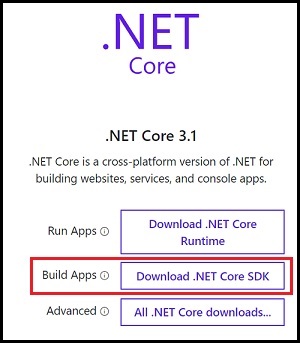 .NET
Core
.NET Core 3.1
.NET Core is a cross-platform version of .NET for
building websites, services, and console apps.
Run Apps Download .NET Core
Runtime
Build Apps Download .NET Core SDK
Advanced All .NET Core downloads...